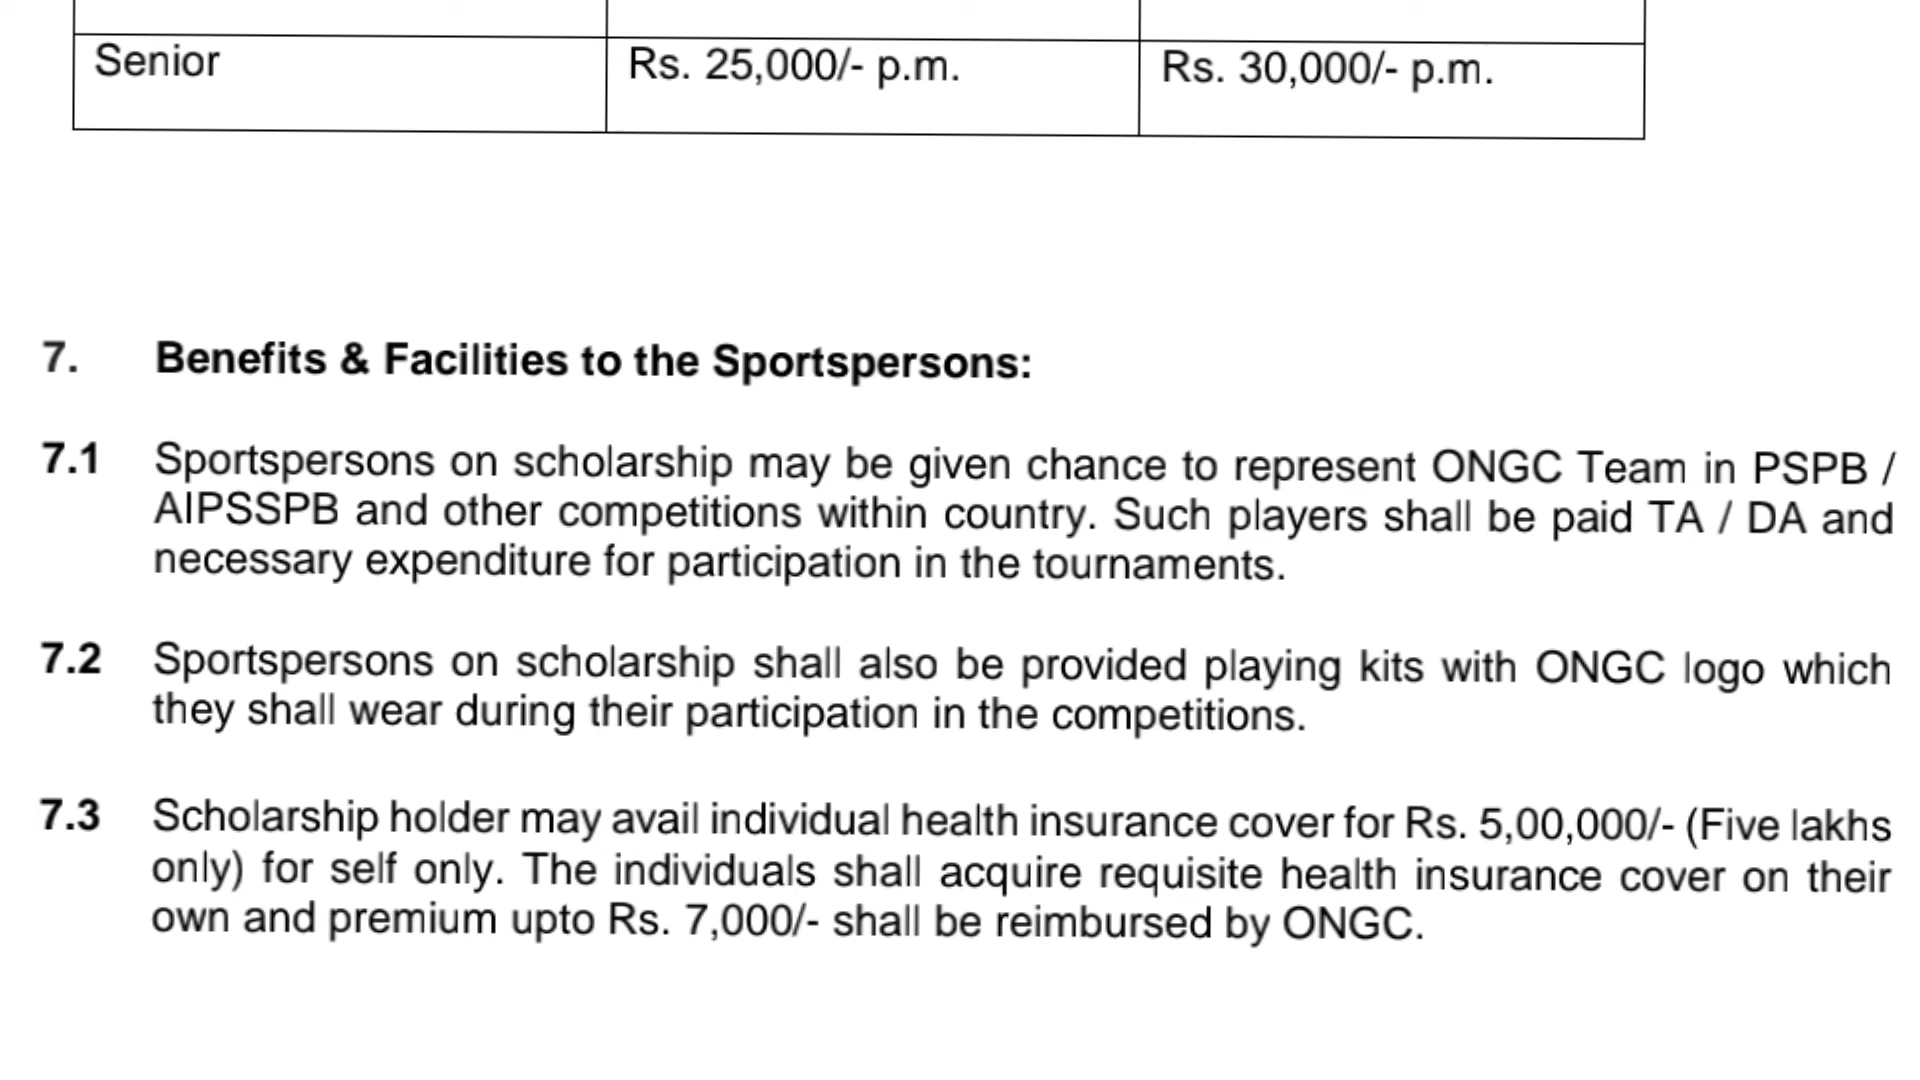 Senior Rs. 25,000/- p.m. Rs. 30,000/- p.m.
7. Benefits & Facilities to the Sportspersons:
7.1 Sportspersons on scholarship may be given chance to represent ONGC Team in PSPB /
AIPSSPB and other competitions within country. Such players shall be paid TA / DA and
necessary expenditure for participation in the tournaments.
7.2 Sportspersons on scholarship shall also be provided playing kits with ONGC logo which
they shall wear during their participation in the competitions.
7.3 Scholarship holder may avail individual health insurance cover for Rs. 5,00,000/- (Five lakhs
only) for self only. The individuals shall acquire requisite health insurance cover on their
own and premium upto Rs. 7,000/- shall be reimbursed by ONGC.